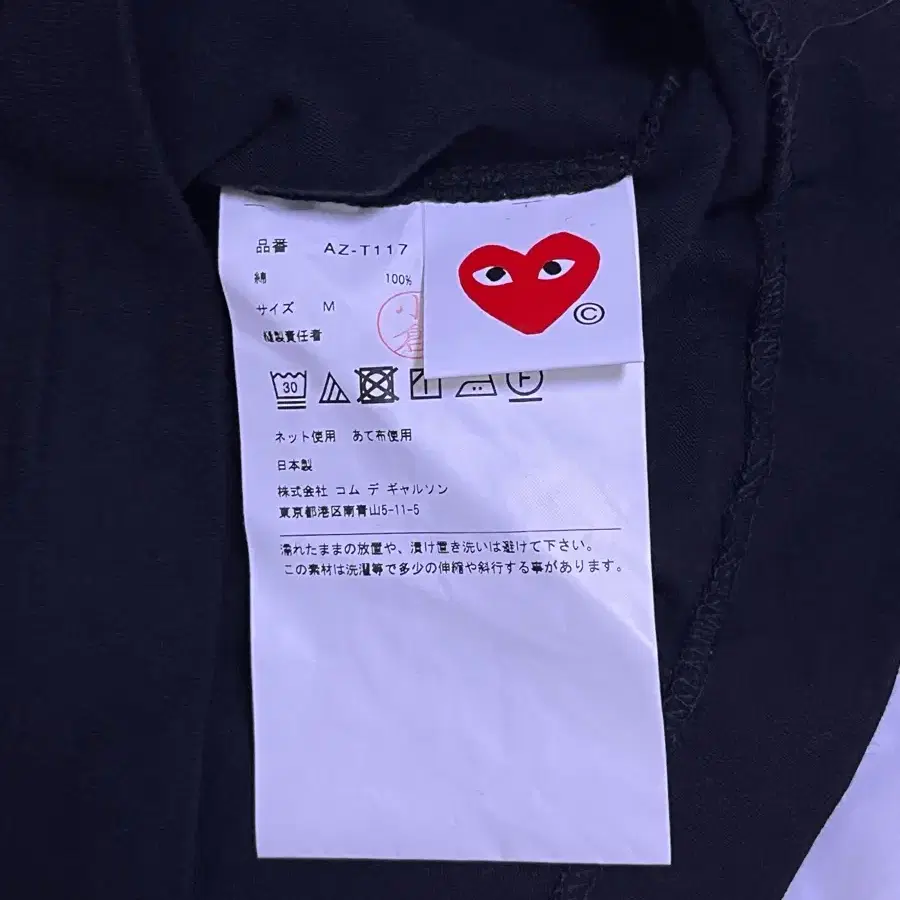 品番 AZ-T117
綿 100%
サイズ M
縫製責任者
小倉
©
30
F
ネット使用 あて布使用
日本製
株式会社 コム デ ギャルソン
東京都港区南青山5-11-5
濡れたままの放置や、漬け置き洗いは避けて下さい。
この素材は洗濯等で多少の伸縮や斜行する事があります。